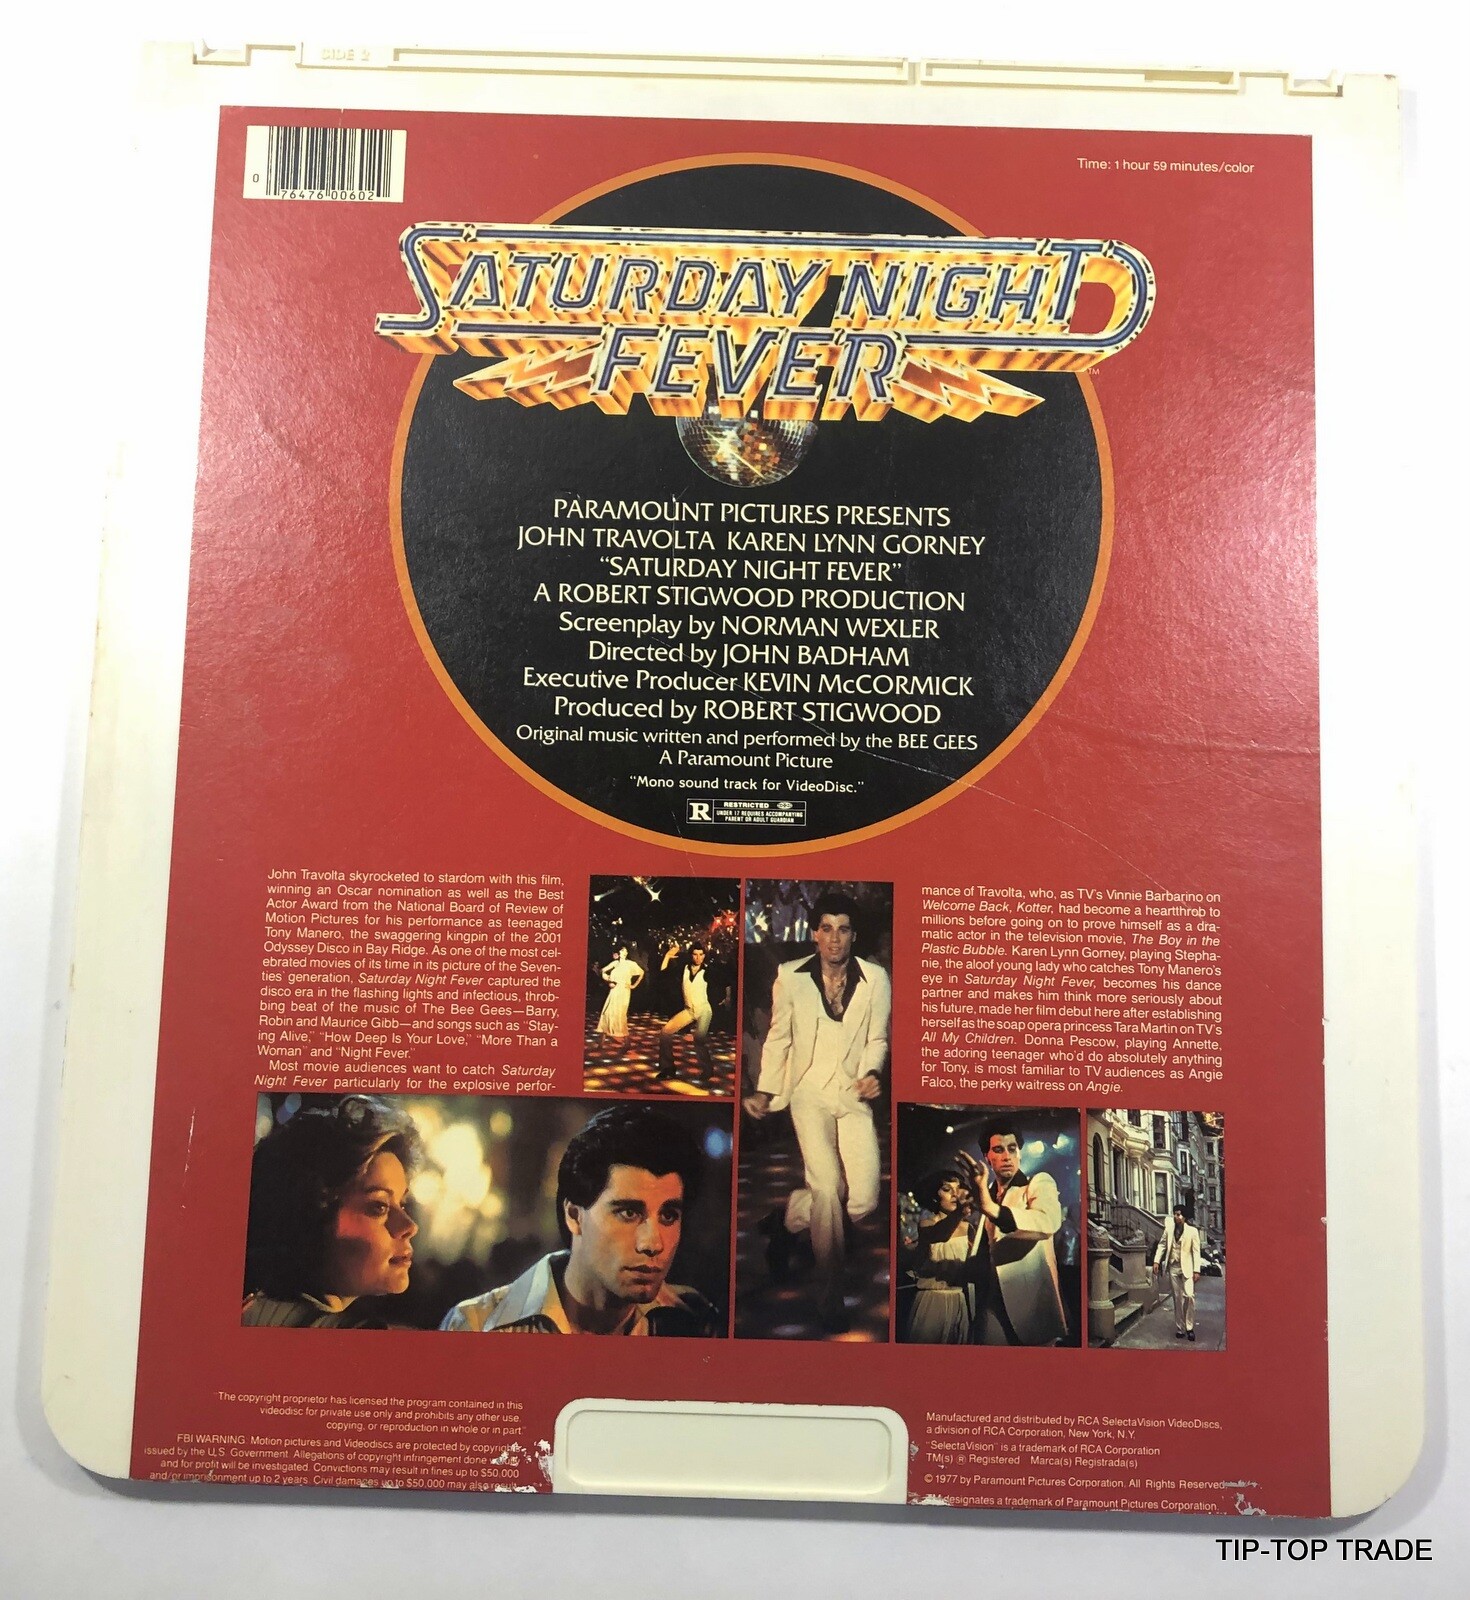 SIDE 2
0 76476 00602
Time: 1 hour 59 minutes/color
SATURDAY NIGHT
FEVER
TM
PARAMOUNT PICTURES PRESENTS
JOHN TRAVOLTA KAREN LYNN GORNEY
"SATURDAY NIGHT FEVER"
A ROBERT STIGWOOD PRODUCTION
Screenplay by NORMAN WEXLER
Directed by JOHN BADHAM
Executive Producer KEVIN McCORMICK
Produced by ROBERT STIGWOOD
Original music written and performed by the BEE GEES
A Paramount Picture
"Mono sound track for VideoDisc."
R RESTRICTED
UNDER 17 REQUIRES ACCOMPANYING
PARENT OR ADULT GUARDIAN
John Travolta skyrocketed to stardom with this film,
winning an Oscar nomination as well as the Best
Actor Award from the National Board of Review of
Motion Pictures for his performance as teenaged
Tony Manero, the swaggering kingpin of the 2001
Odyssey Disco in Bay Ridge. As one of the most cel-
ebrated movies of its time in its picture of the Seven-
ties' generation, Saturday Night Fever captured the
disco era in the flashing lights and infectious, throb-
bing beat of the music of The Bee Gees—Barry,
Robin and Maurice Gibb—and songs such as "Stay-
ing Alive," "How Deep Is Your Love," "More Than a
Woman" and "Night Fever."
Most movie audiences want to catch Saturday
Night Fever particularly for the explosive perfor-
mance of Travolta, who, as TV's Vinnie Barbarino on
Welcome Back, Kotter, had become a heartthrob to
millions before going on to prove himself as a dra-
matic actor in the television movie, The Boy in the
Plastic Bubble. Karen Lynn Gorney, playing Stepha-
nie, the aloof young lady who catches Tony Manero's
eye in Saturday Night Fever, becomes his dance
partner and makes him think more seriously about
his future, made her film debut here after establishing
herself as the soap opera princess Tara Martin on TV's
All My Children. Donna Pescow, playing Annette,
the adoring teenager who'd do absolutely anything
for Tony, is most familiar to TV audiences as Angie
Falco, the perky waitress on Angie.
"The copyright proprietor has licensed the program contained in this
videodisc for private use only and prohibits any other use,
copying, or reproduction in whole or in part."
FBI WARNING: Motion pictures and Videodiscs are protected by copyright
issued by the U.S. Government. Allegations of copyright infringement done
and for profit will be investigated. Convictions may result in fines up to $50,000
and/or imprisonment up to 2 years. Civil damages up to $50,000 may also
Manufactured and distributed by RCA SelectaVision VideoDiscs,
a division of RCA Corporation, New York, N.Y.
"SelectaVision" is a trademark of RCA Corporation
TM(s) ® Registered Marca(s) Registrada(s)
© 1977 by Paramount Pictures Corporation. All Rights Reserved
TM designates a trademark of Paramount Pictures Corporation.
TIP-TOP TRADE